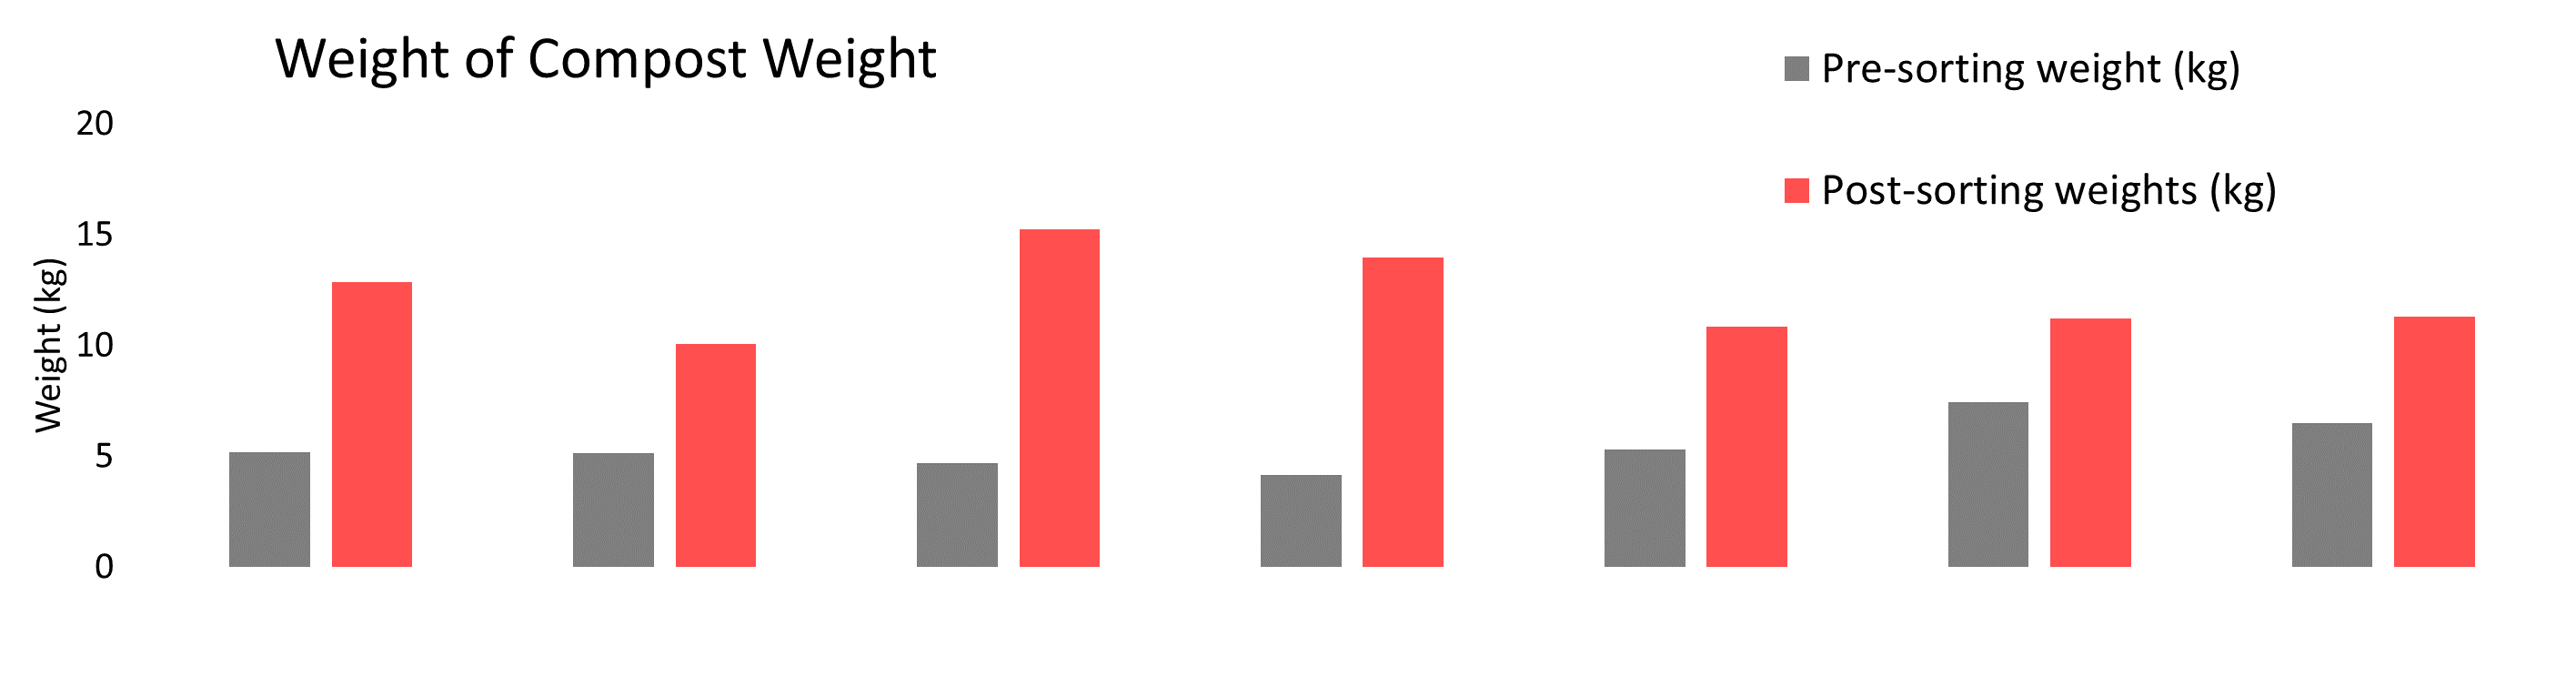 Weight of Compost Weight
Pre-sorting weight (kg)
Post-sorting weights (kg)
Weight (kg)
20
15
10
5
0